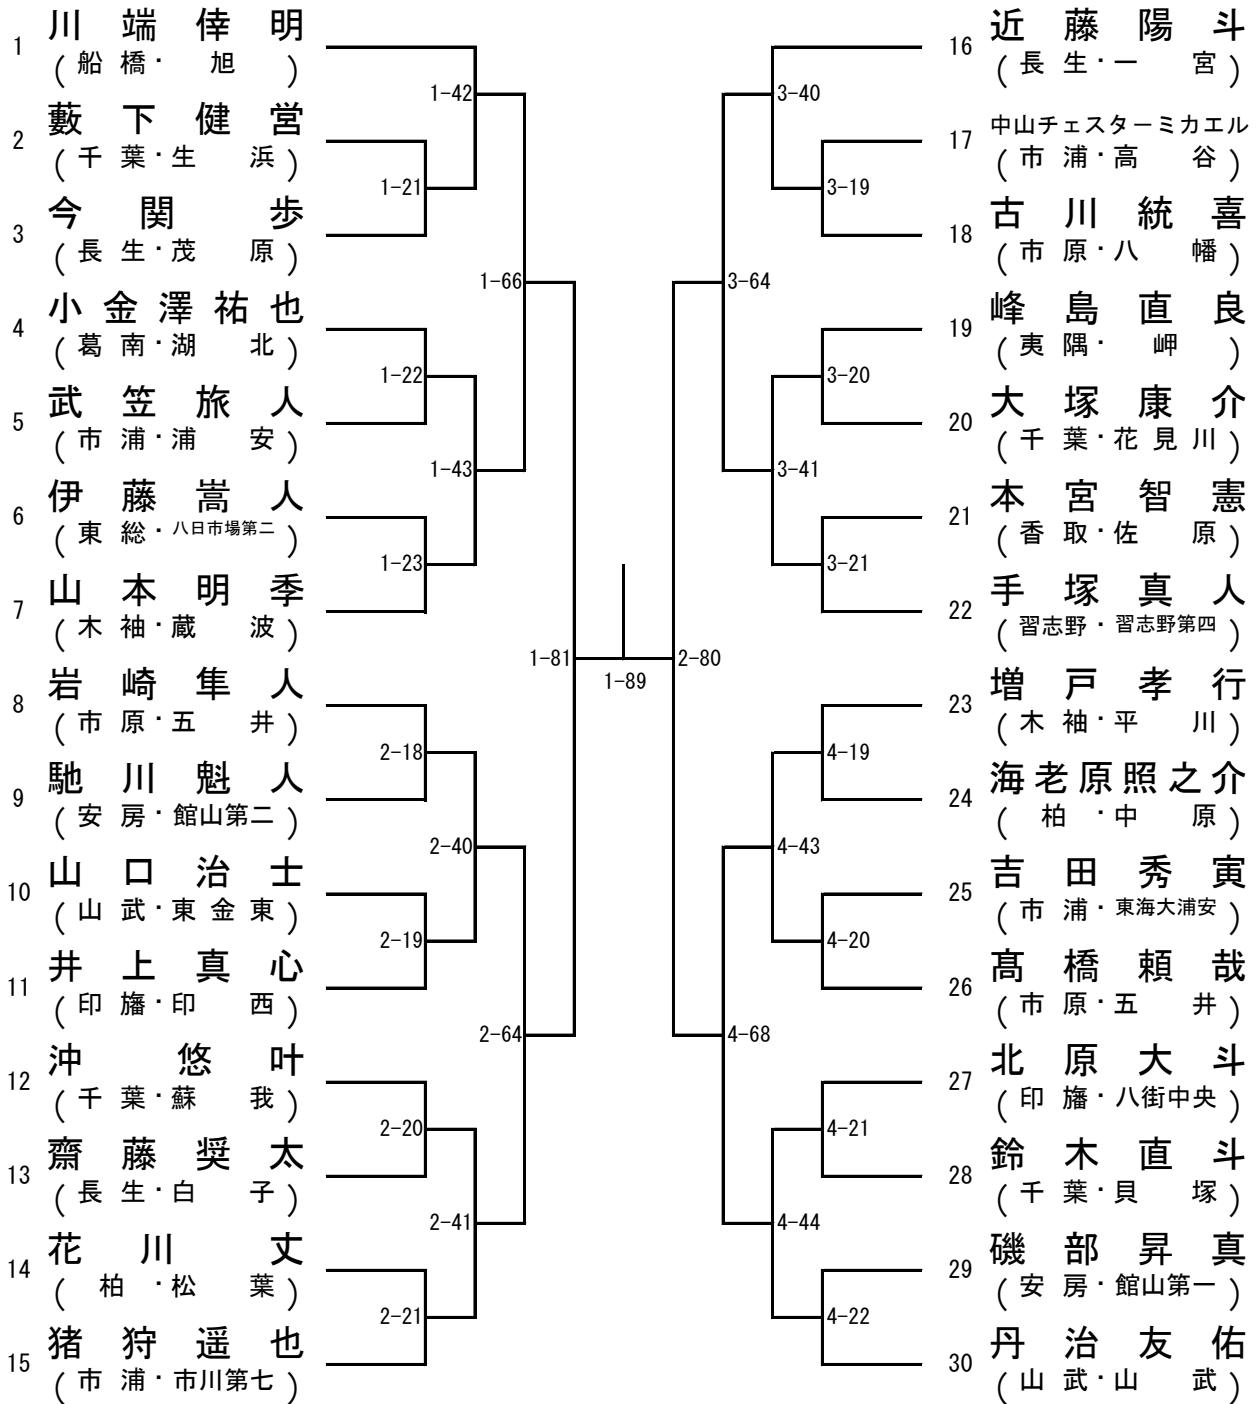 1 川端倖明
(船橋・旭)
2 藪下健営
(千葉・生浜)
3 今関歩
(長生・茂原)
4 小金澤祐也
(葛南・湖北)
5 武笠旅人
(市浦・浦安)
6 伊藤嵩人
(東総・八日市場第二)
7 山本明季
(木袖・蔵波)
8 岩崎隼人
(市原・五井)
9 馳川魁人
(安房・館山第二)
10 山口治士
(山武・東金東)
11 井上真心
(印旛・印西)
12 沖悠叶
(千葉・蘇我)
13 齋藤奨太
(長生・白子)
14 花川丈
(柏・松葉)
15 猪狩遥也
(市浦・市川第七)
1-42
1-21
1-66
1-22
1-43
1-23
1-81
2-18
2-40
2-19
2-64
2-20
2-41
2-21
1-89
2-80
3-40
3-19
3-64
3-20
3-41
3-21
4-19
4-43
4-20
4-68
4-21
4-44
4-22
16 近藤陽斗
(長生・一宮)
17 中山チェスターミカエル
(市浦・高谷)
18 古川統喜
(市原・八幡)
19 峰島直良
(夷隅・岬)
20 大塚康介
(千葉・花見川)
21 本宮智憲
(香取・佐原)
22 手塚真人
(習志野・習志野第四)
23 増戸孝行
(木袖・平川)
24 海老原照之介
(柏・中原)
25 吉田秀寅
(市浦・東海大浦安)
26 髙橋頼哉
(市原・五井)
27 北原大斗
(印旛・八街中央)
28 鈴木直斗
(千葉・貝塚)
29 磯部昇真
(安房・館山第一)
30 丹治友佑
(山武・山武)